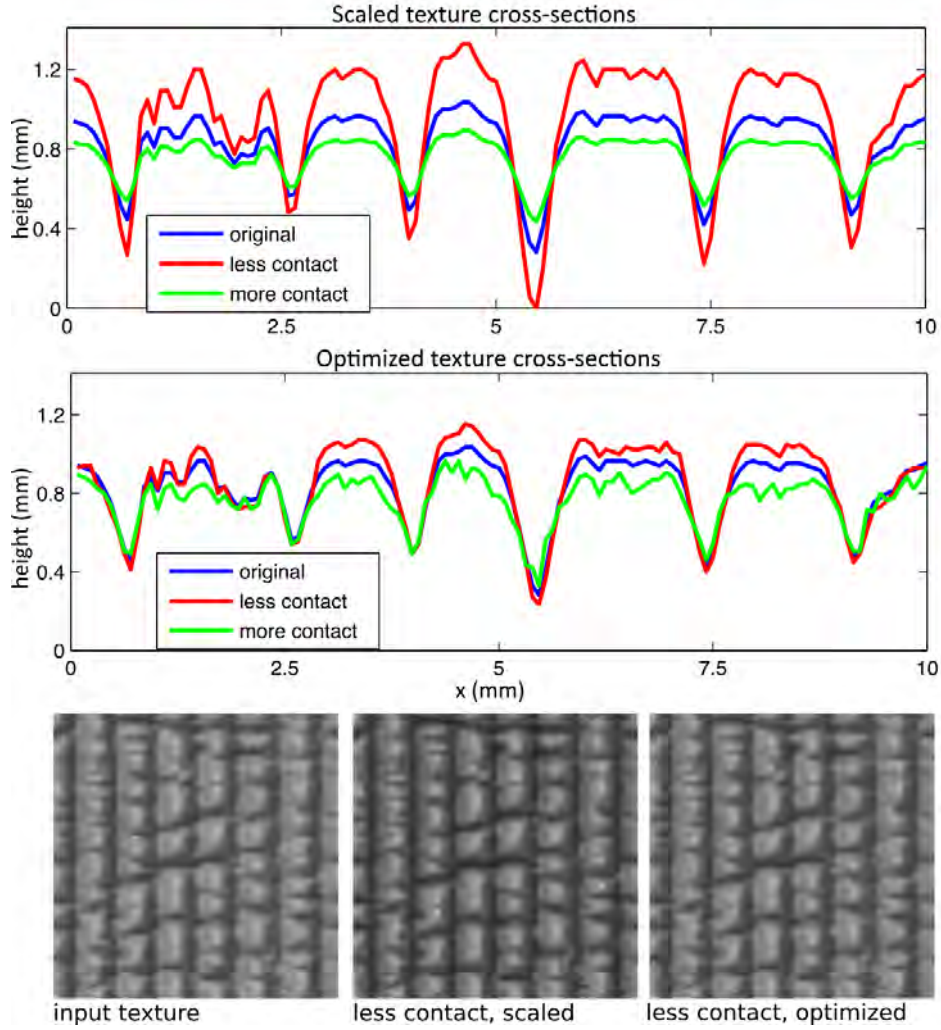 Scaled texture cross-sections
height (mm)
1.2
0.8
0.4
0
original
less contact
more contact
0 2.5 5 7.5 10
Optimized texture cross-sections
height (mm)
1.2
0.8
0.4
0
original
less contact
more contact
0 2.5 5 7.5 10
x (mm)
input texture less contact, scaled less contact, optimized